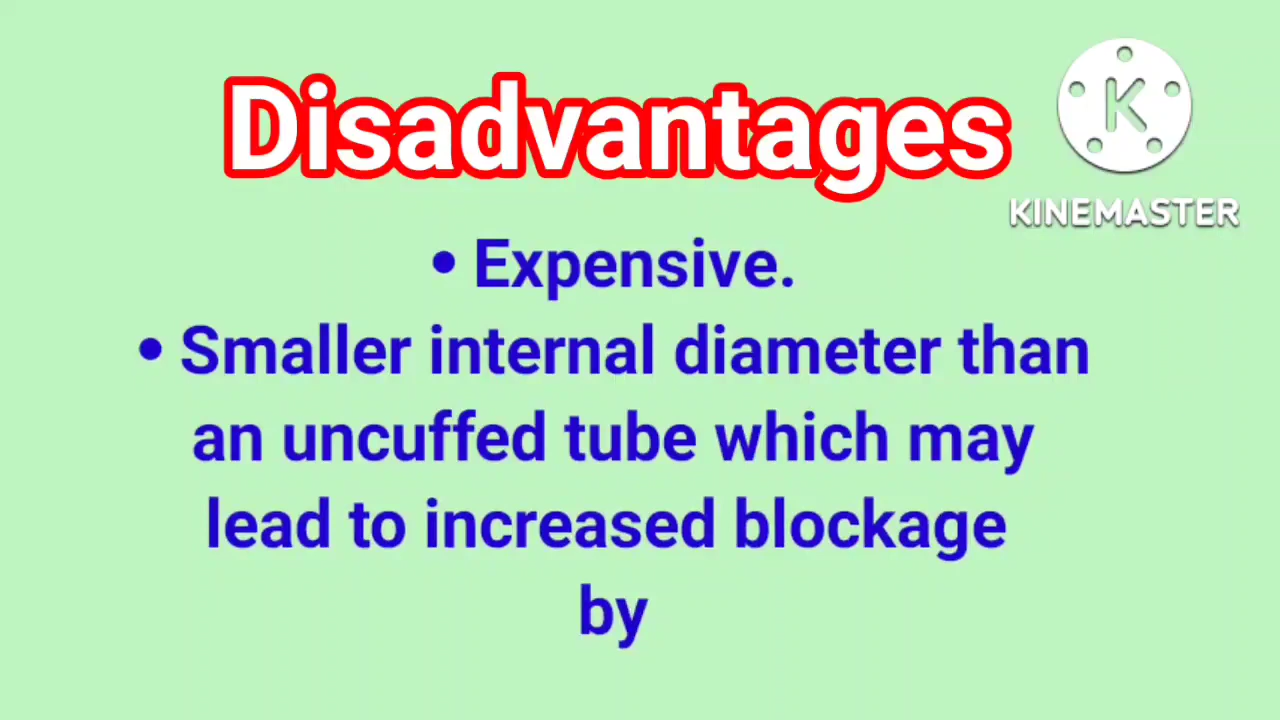 Disadvantages
K
KINEMASTER
• Expensive.
• Smaller internal diameter than
an uncuffed tube which may
lead to increased blockage
by